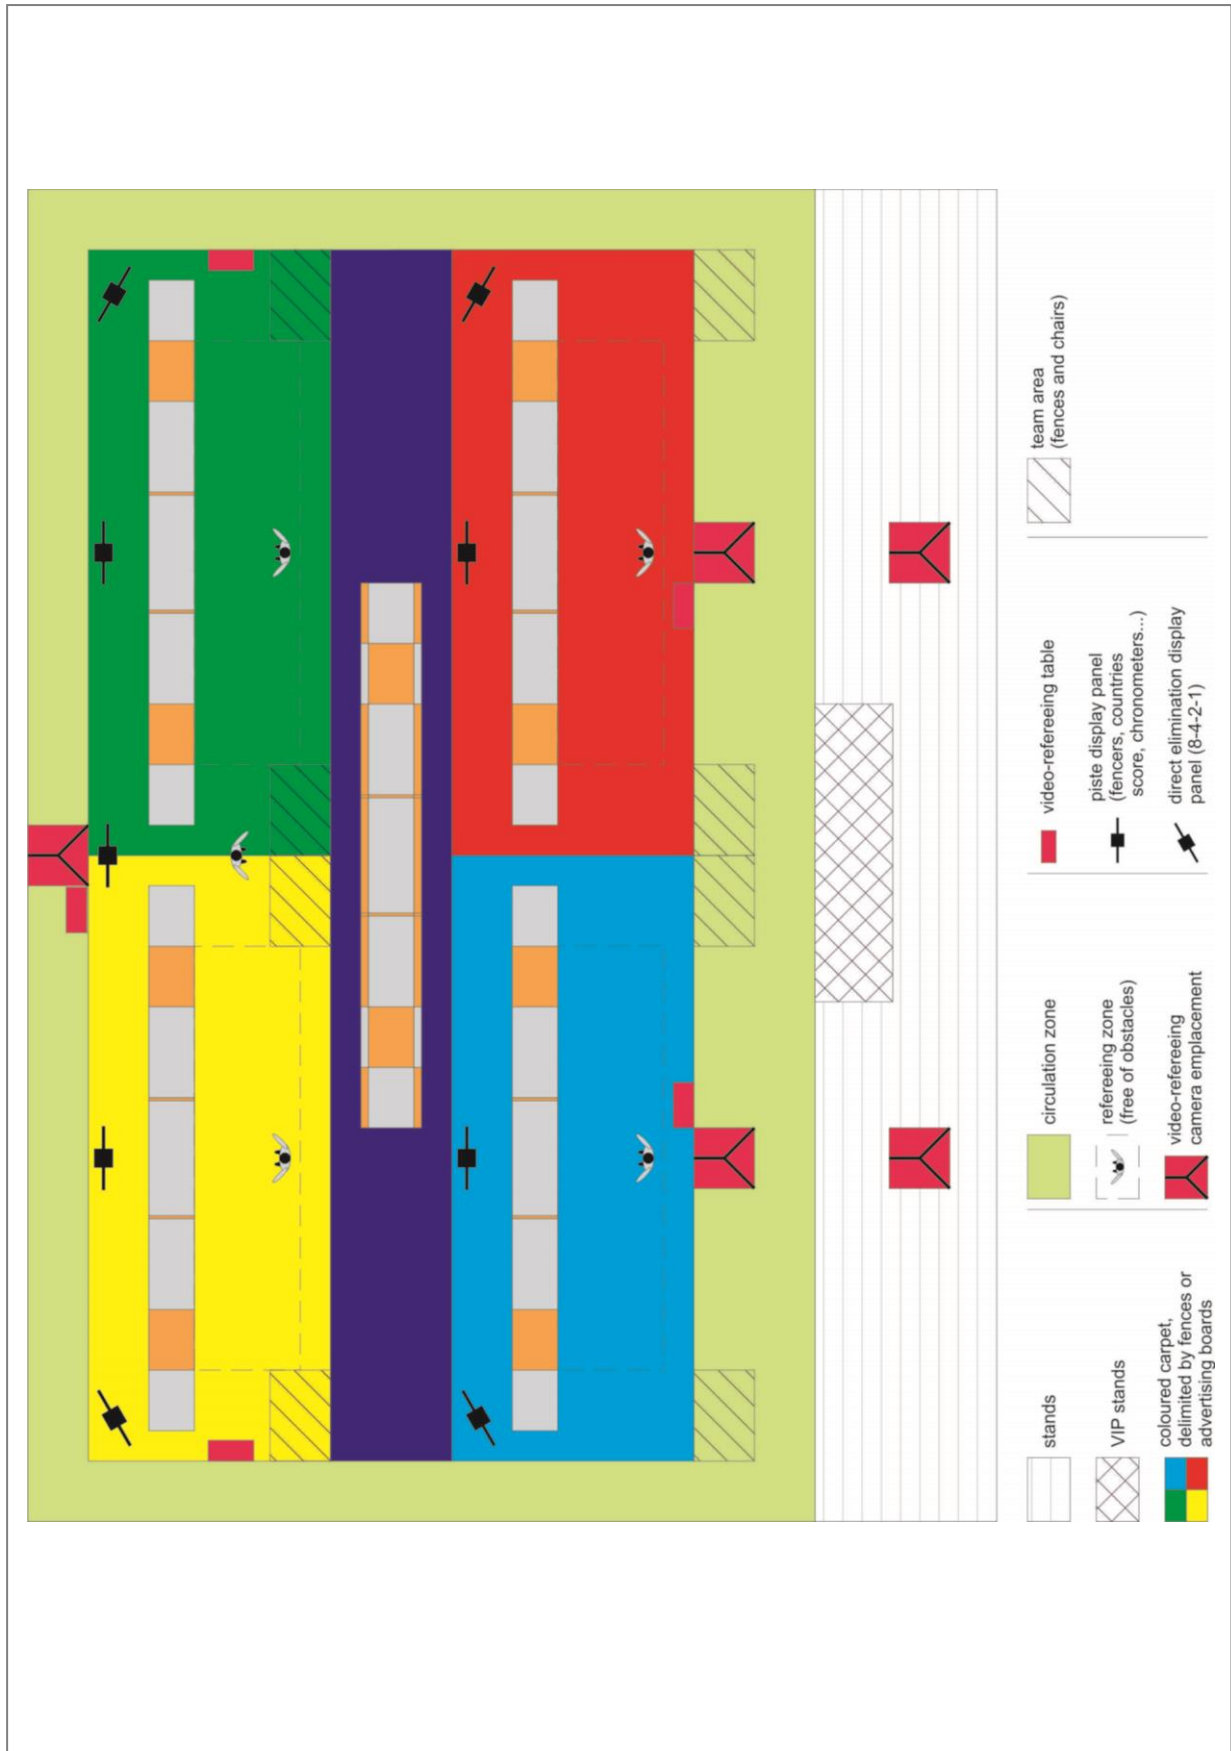 stands
VIP stands
coloured carpet,
delimited by fences or
advertising boards
circulation zone
refereeing zone
(free of obstacles)
video-refereeing
camera emplacement
video-refereeing table
piste display panel
(fencers, countries
score, chronometers...)
direct elimination display
panel (8-4-2-1)
team area
(fences and chairs)